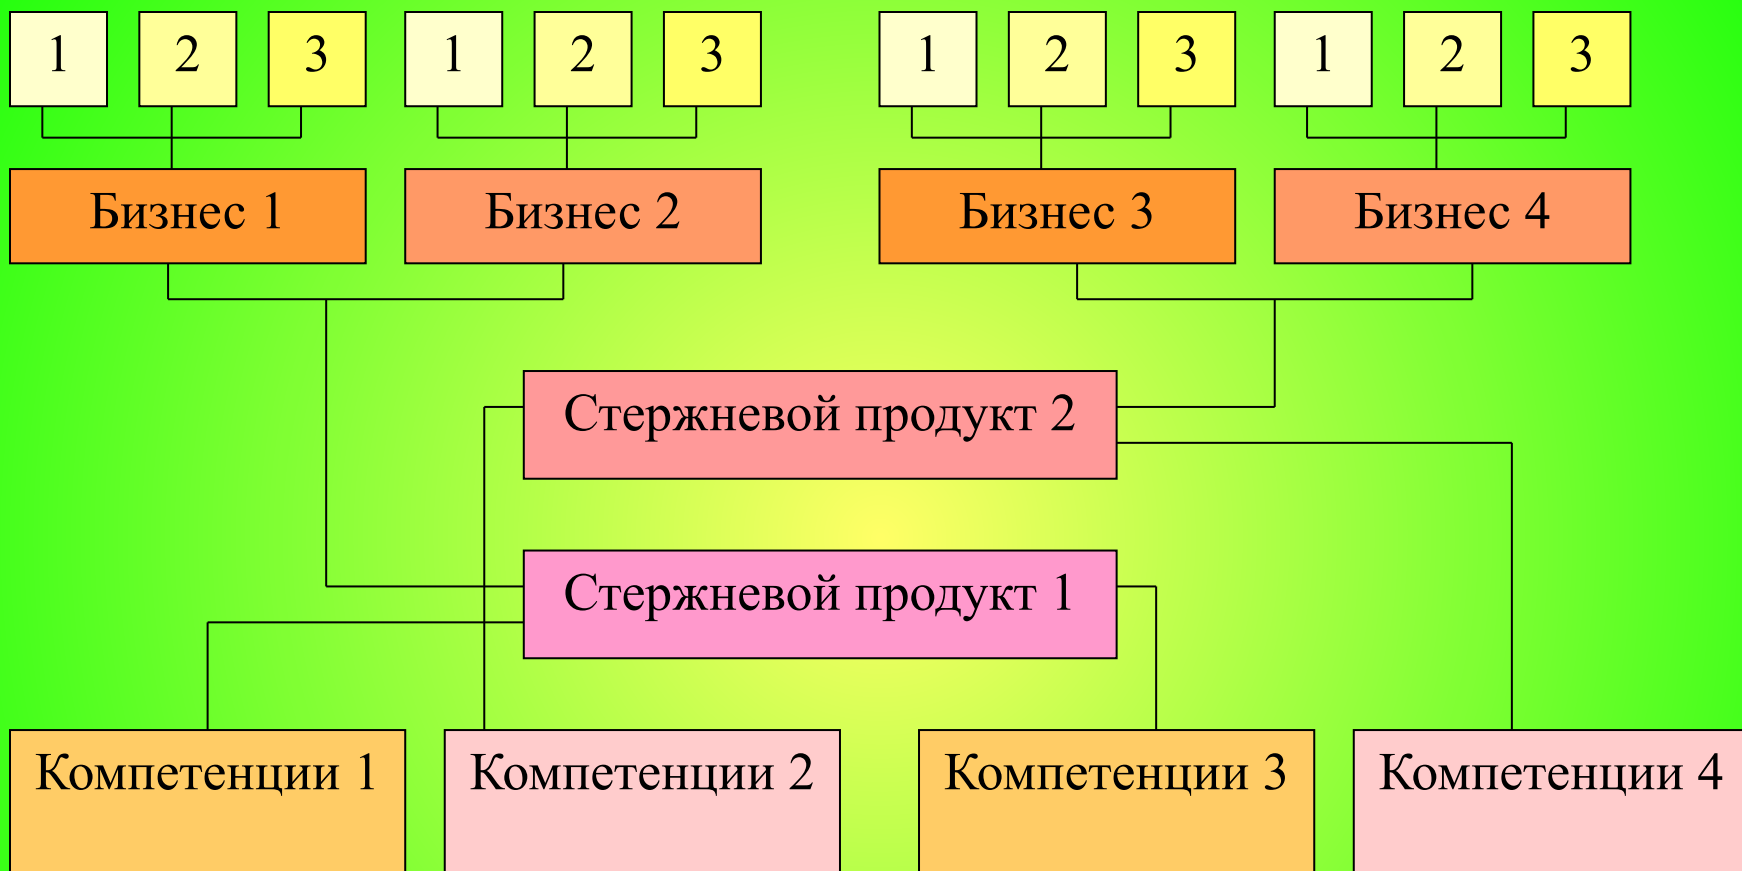 1 2 3 1 2 3 1 2 3 1 2 3
Бизнес 1 Бизнес 2 Бизнес 3 Бизнес 4
Стержневой продукт 2
Стержневой продукт 1
Компетенции 1 Компетенции 2 Компетенции 3 Компетенции 4